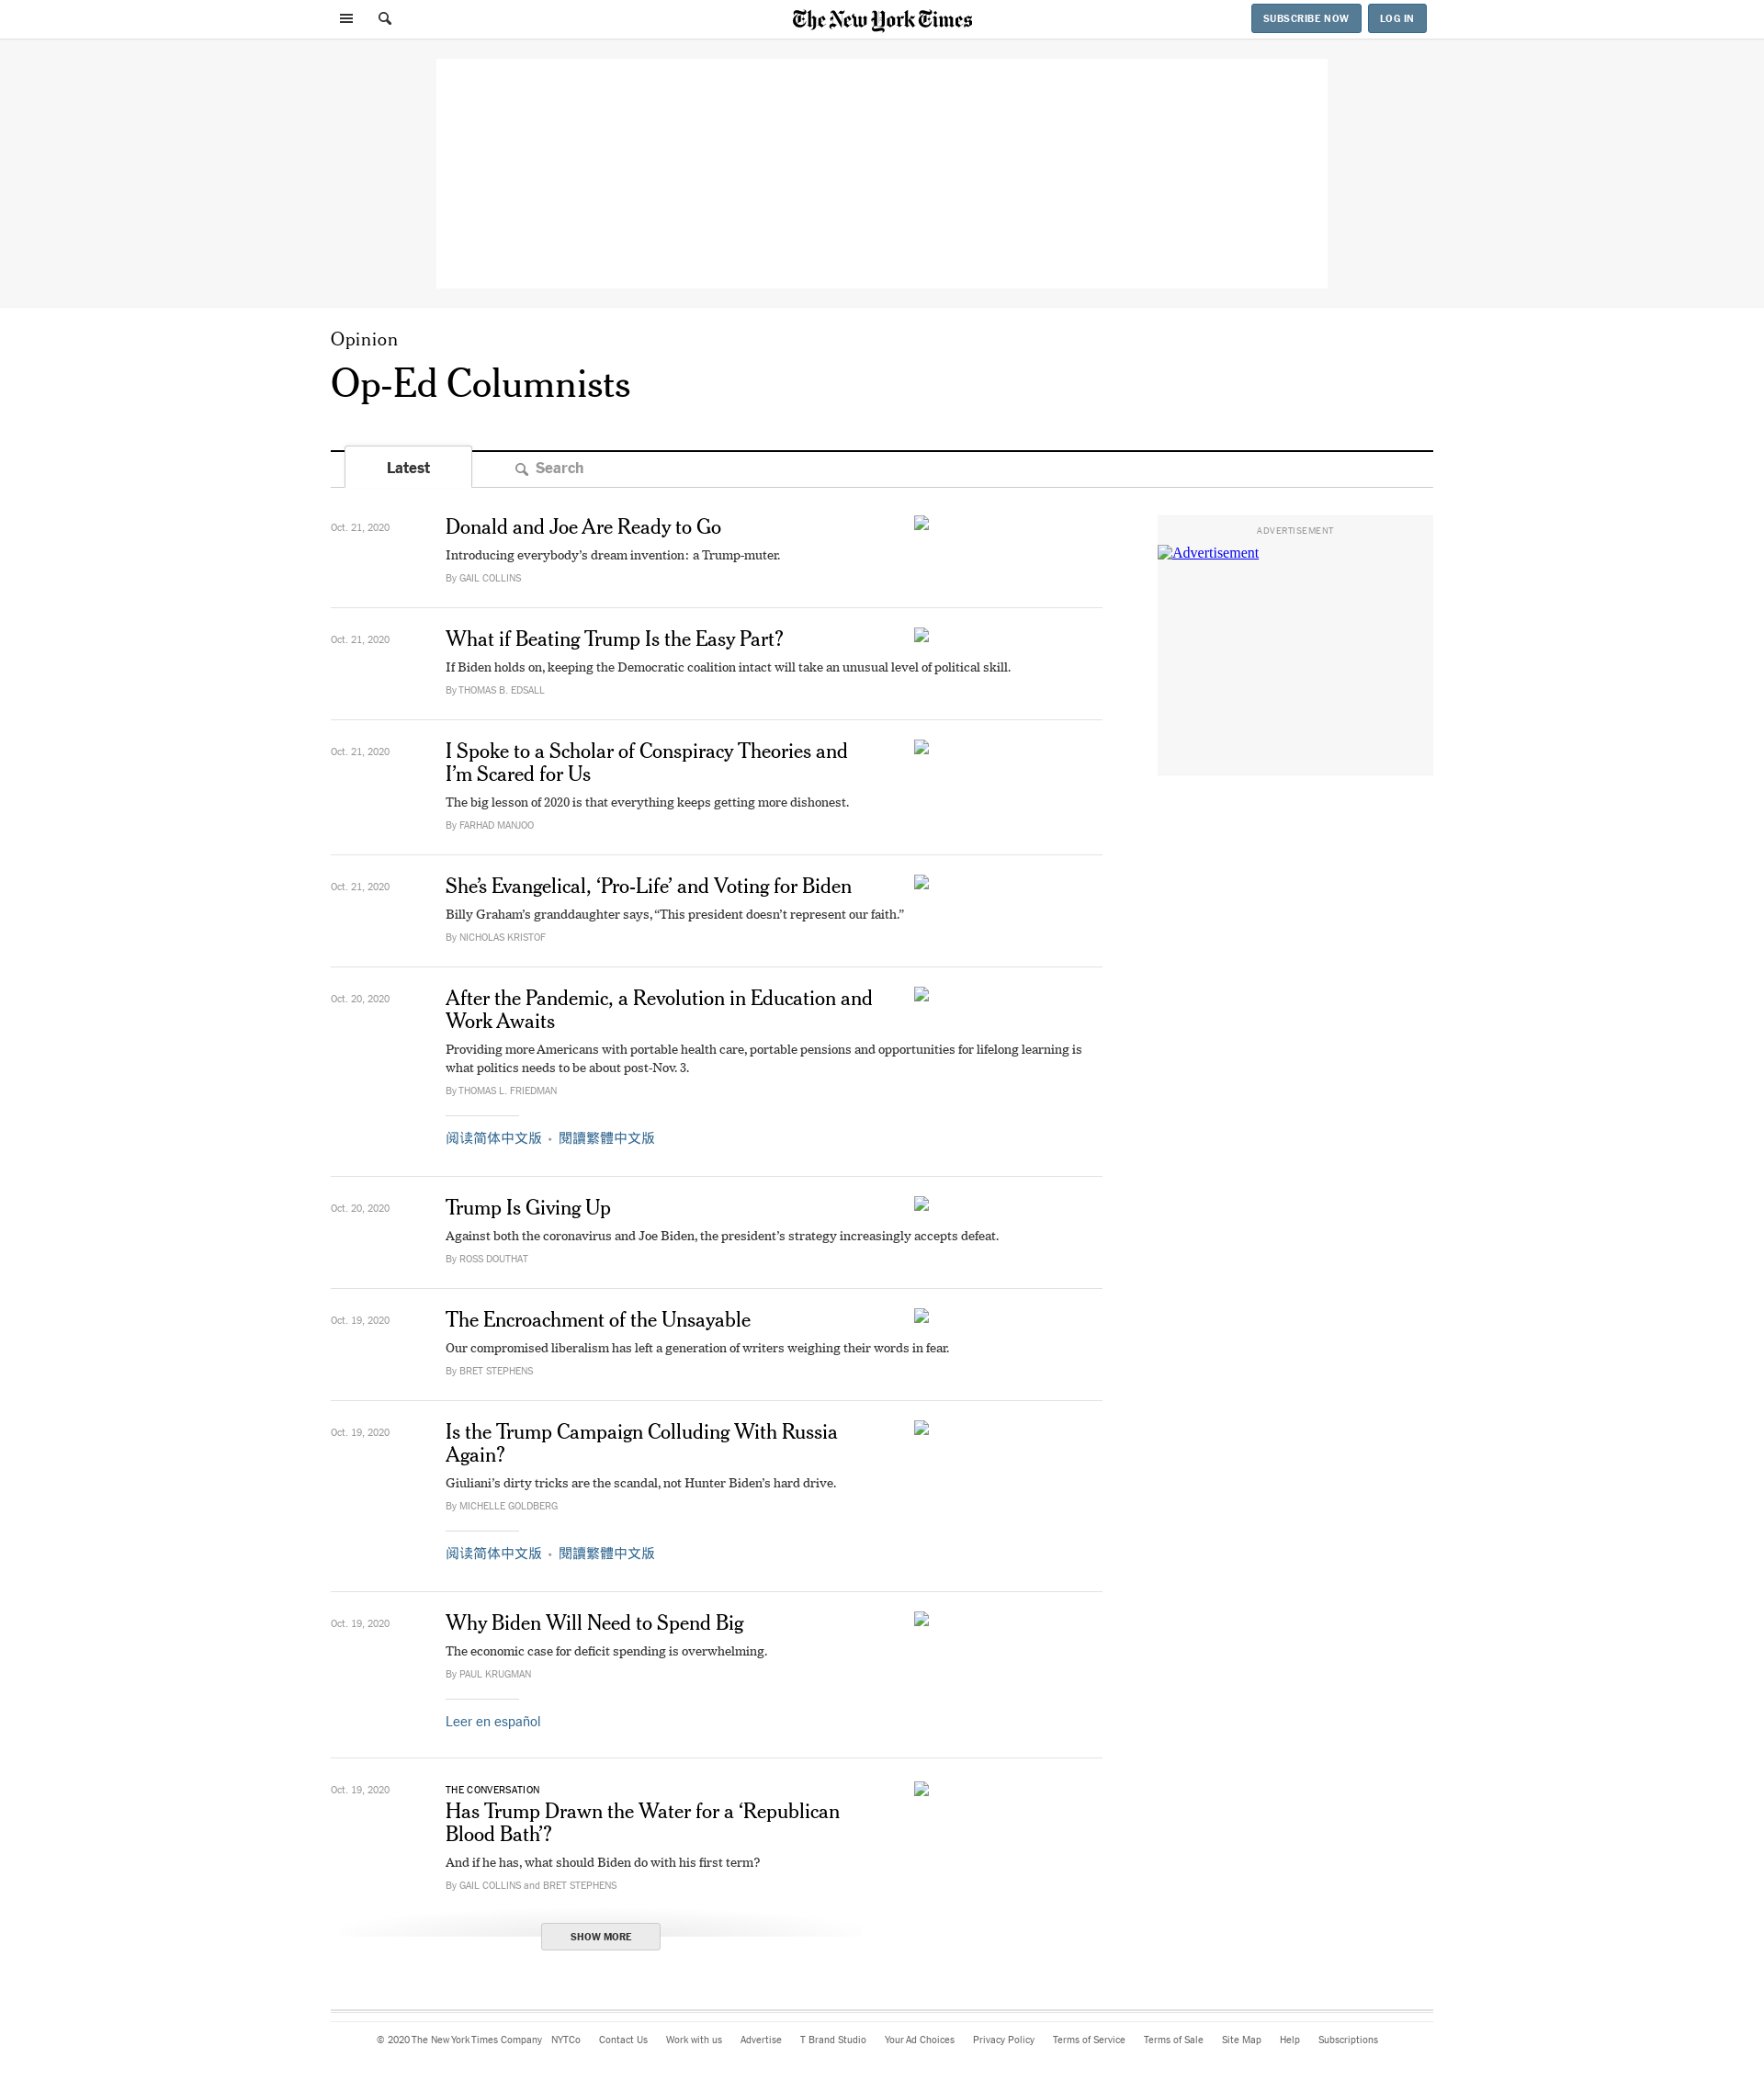 The New York Times
SUBSCRIBE NOW
LOG IN
Opinion
Op-Ed Columnists
Latest
Search
Oct. 21, 2020
Donald and Joe Are Ready to Go
Introducing everybody’s dream invention: a Trump-muter.
By GAIL COLLINS
ADVERTISEMENT
Advertisement
Oct. 21, 2020
What if Beating Trump Is the Easy Part?
If Biden holds on, keeping the Democratic coalition intact will take an unusual level of political skill.
By THOMAS B. EDSALL
Oct. 21, 2020
I Spoke to a Scholar of Conspiracy Theories and
I’m Scared for Us
The big lesson of 2020 is that everything keeps getting more dishonest.
By FARHAD MANJOO
Oct. 21, 2020
She’s Evangelical, ‘Pro-Life’ and Voting for Biden
Billy Graham’s granddaughter says, “This president doesn’t represent our faith.”
By NICHOLAS KRISTOF
Oct. 20, 2020
After the Pandemic, a Revolution in Education and
Work Awaits
Providing more Americans with portable health care, portable pensions and opportunities for lifelong learning is
what politics needs to be about post-Nov. 3.
By THOMAS L. FRIEDMAN
阅读简体中文版 • 閱讀繁體中文版
Oct. 20, 2020
Trump Is Giving Up
Against both the coronavirus and Joe Biden, the president’s strategy increasingly accepts defeat.
By ROSS DOUTHAT
Oct. 19, 2020
The Encroachment of the Unsayable
Our compromised liberalism has left a generation of writers weighing their words in fear.
By BRET STEPHENS
Oct. 19, 2020
Is the Trump Campaign Colluding With Russia
Again?
Giuliani’s dirty tricks are the scandal, not Hunter Biden’s hard drive.
By MICHELLE GOLDBERG
阅读简体中文版 • 閱讀繁體中文版
Oct. 19, 2020
Why Biden Will Need to Spend Big
The economic case for deficit spending is overwhelming.
By PAUL KRUGMAN
Leer en español
Oct. 19, 2020
THE CONVERSATION
Has Trump Drawn the Water for a ‘Republican
Blood Bath’?
And if he has, what should Biden do with his first term?
By GAIL COLLINS and BRET STEPHENS
SHOW MORE
© 2020 The New York Times Company NYTCo Contact Us Work with us Advertise T Brand Studio Your Ad Choices Privacy Policy Terms of Service Terms of Sale Site Map Help Subscriptions